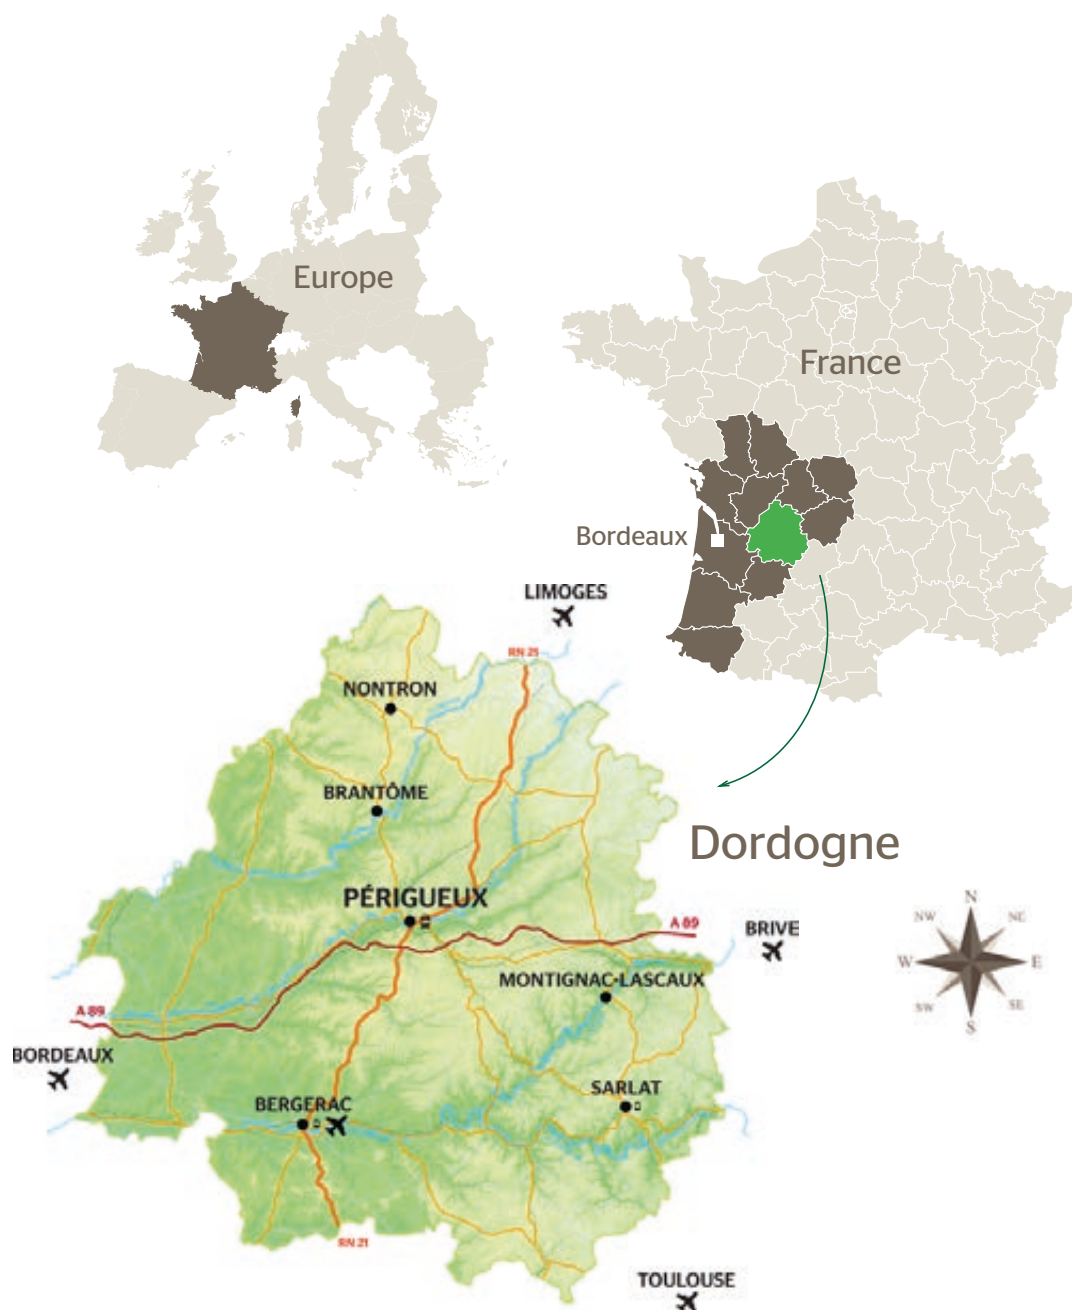 Europe
France
Bordeaux
LIMOGES
RN 21
NONTRON
BRANTÔME
Dordogne
PÉRIGUEUX
A 89
BRIVE
MONTIGNAC-LASCAUX
A 89
BORDEAUX
SARLAT
BERGERAC
RN 21
TOULOUSE
N
NW
NE
W
E
SW
SE
S